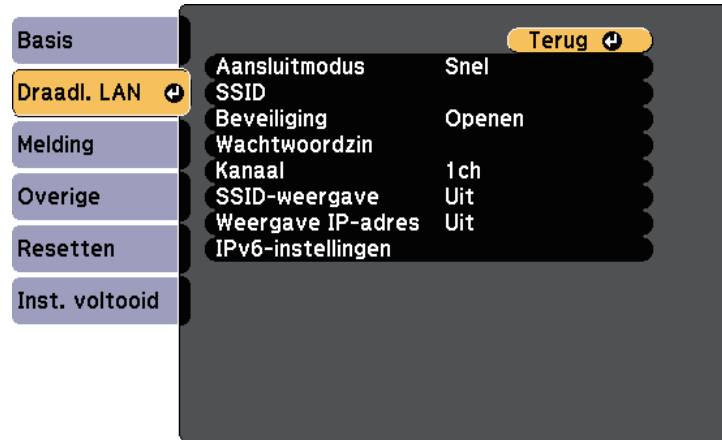 Basis
Draadl. LAN
Melding
Overige
Resetten
Inst. voltooid
Terug
Aansluitmodus Snel
SSID
Beveiliging Openen
Wachtwoordzin
Kanaal 1ch
SSID-weergave Uit
Weergave IP-adres Uit
IPv6-instellingen